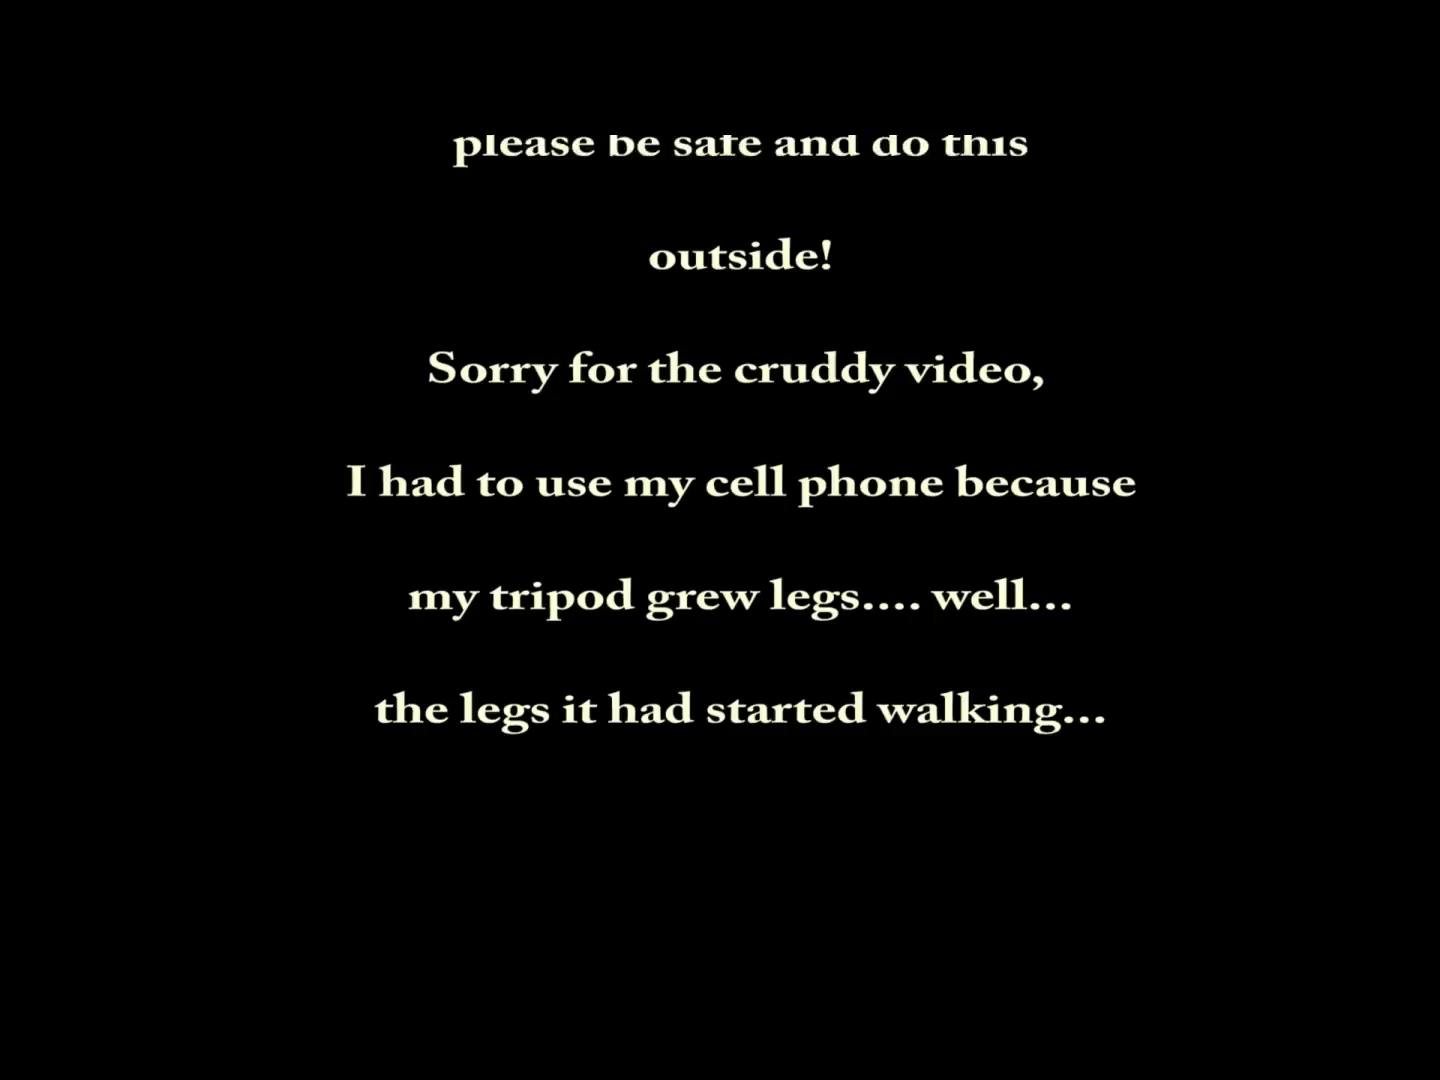 please be safe and do this
outside!
Sorry for the cruddy video,
I had to use my cell phone because
my tripod grew legs.... well...
the legs it had started walking...